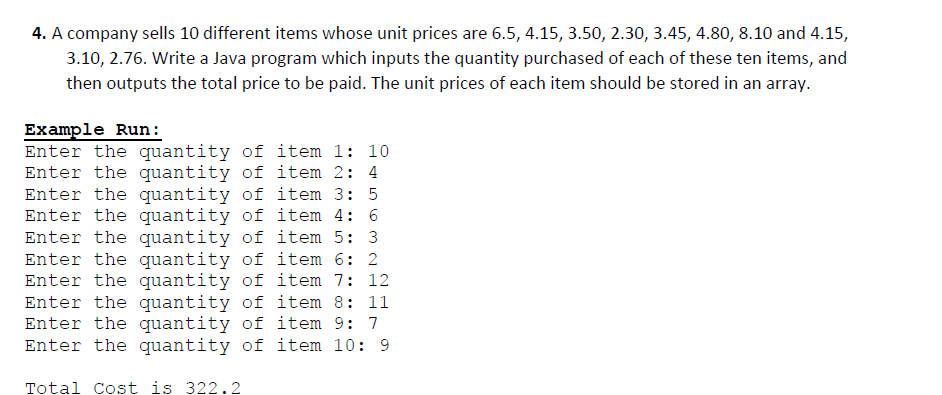 4. A company sells 10 different items whose unit prices are 6.5, 4.15, 3.50, 2.30, 3.45, 4.80, 8.10 and 4.15,
3.10, 2.76. Write a Java program which inputs the quantity purchased of each of these ten items, and
then outputs the total price to be paid. The unit prices of each item should be stored in an array.
Example Run:
Enter the quantity of item 1: 10
Enter the quantity of item 2: 4
Enter the quantity of item 3: 5
Enter the quantity of item 4: 6
Enter the quantity of item 5: 3
Enter the quantity of item 6: 2
Enter the quantity of item 7: 12
Enter the quantity of item 8: 11
Enter the quantity of item 9: 7
Enter the quantity of item 10: 9
Total Cost is 322.2